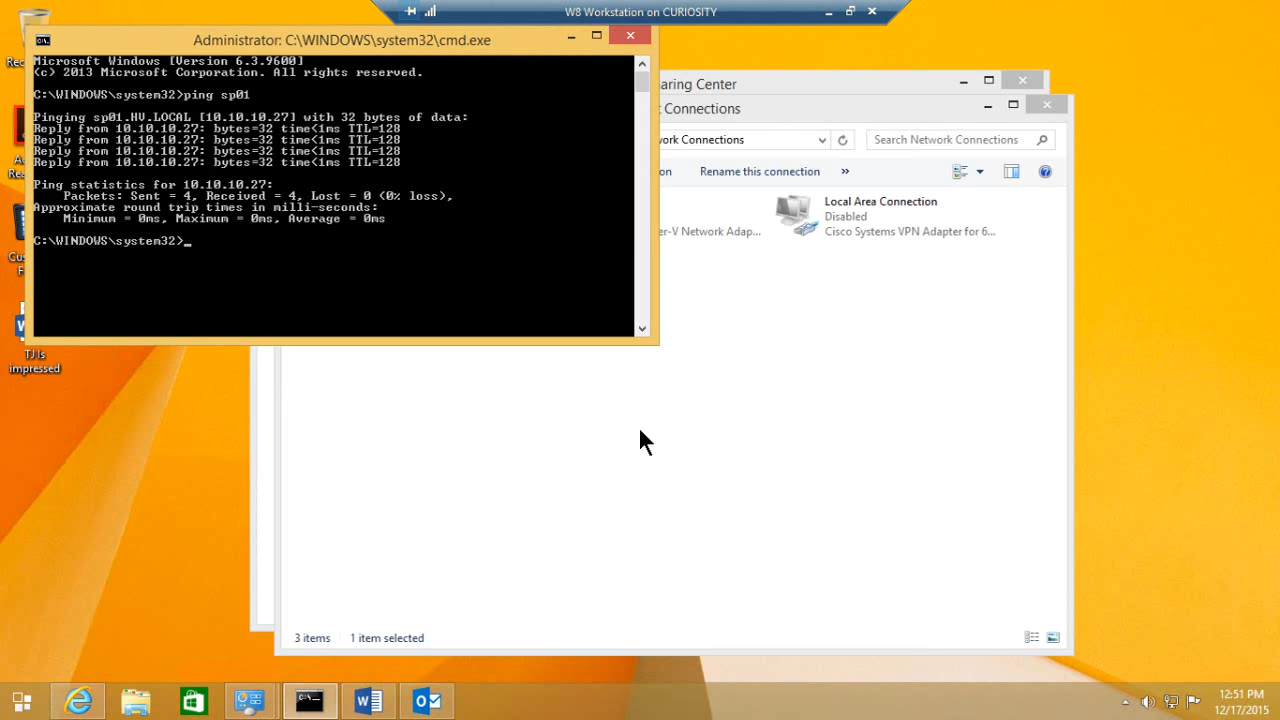 W8 Workstation on CURIOSITY
Administrator: C:\WINDOWS\system32\cmd.exe
Microsoft Windows [Version 6.3.9600]
(c) 2013 Microsoft Corporation. All rights reserved.
C:\WINDOWS\system32>ping sp01
Pinging sp01.HV.LOCAL [10.10.10.27] with 32 bytes of data:
Reply from 10.10.10.27: bytes=32 time<1ms TTL=128
Reply from 10.10.10.27: bytes=32 time<1ms TTL=128
Reply from 10.10.10.27: bytes=32 time<1ms TTL=128
Reply from 10.10.10.27: bytes=32 time<1ms TTL=128
Ping statistics for 10.10.10.27:
Packets: Sent = 4, Received = 4, Lost = 0 (0% loss),
Approximate round trip times in milli-seconds:
Minimum = 0ms, Maximum = 0ms, Average = 0ms
C:\WINDOWS\system32>_
aring Center
Connections
work Connections
Search Network Connections
on
Rename this connection »
Local Area Connection
Disabled
er-V Network Adap...
Cisco Systems VPN Adapter for 6...
3 items
1 item selected
Rec
A
Rea
Cus
F
TJ is
impressed
12:51 PM
12/17/2015